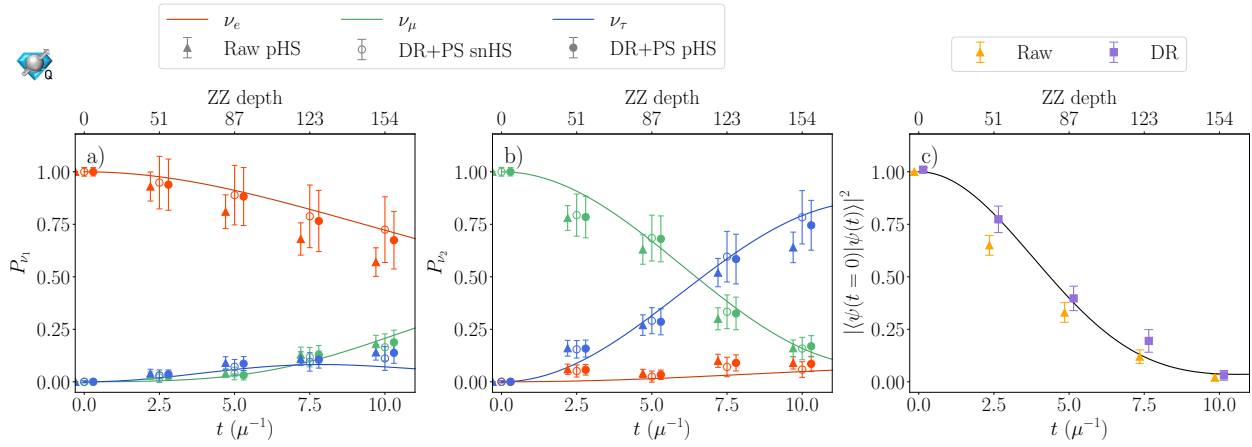 ν_e ν_μ ν_τ
Raw pHS DR+PS snHS DR+PS pHS
Raw DR
Q
ZZ depth
0 51 87 123 154
a)
P_{ν_1}
1.00
0.75
0.50
0.25
0.00
0.0 2.5 5.0 7.5 10.0
t (μ^{-1})
ZZ depth
0 51 87 123 154
b)
P_{ν_2}
1.00
0.75
0.50
0.25
0.00
0.0 2.5 5.0 7.5 10.0
t (μ^{-1})
ZZ depth
0 51 87 123 154
c)
|⟨ψ(t = 0)|ψ(t)⟩|^2
1.00
0.75
0.50
0.25
0.00
0.0 2.5 5.0 7.5 10.0
t (μ^{-1})